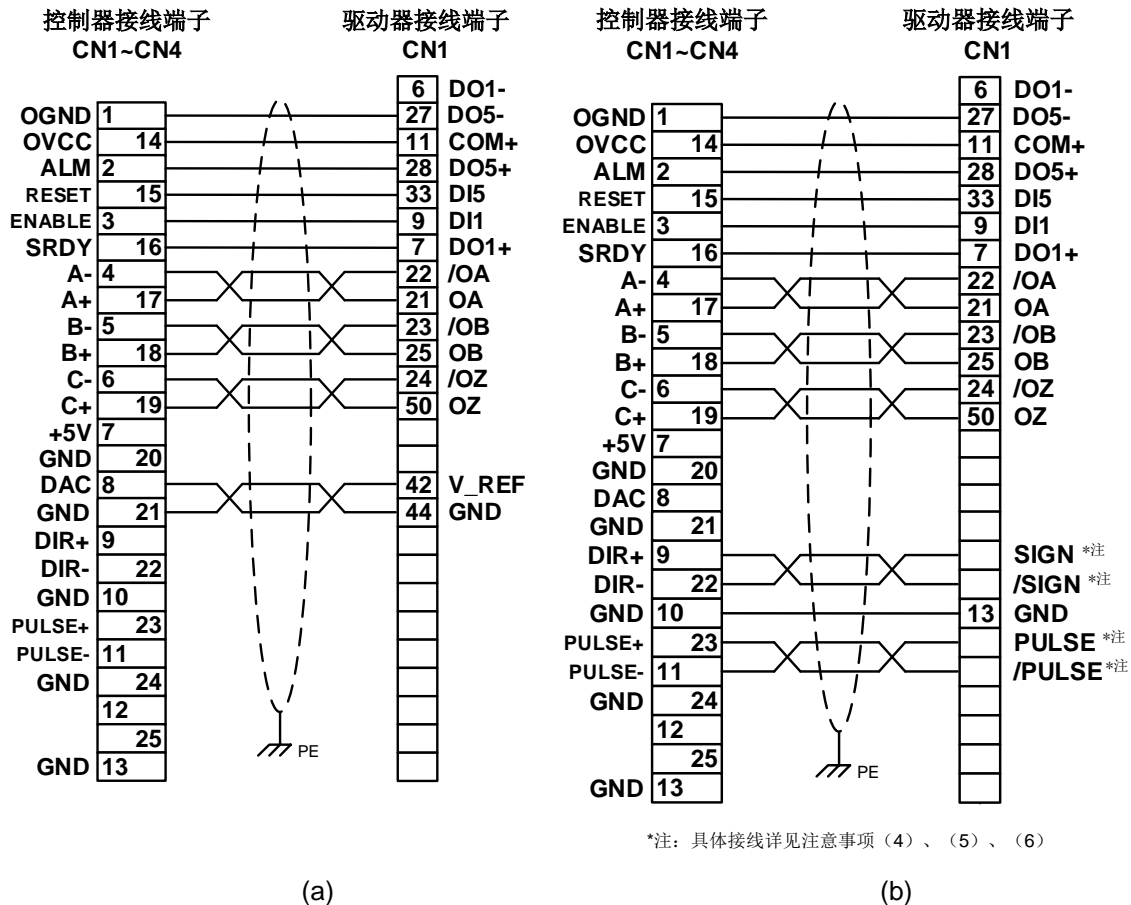 控制器接线端子 驱动器接线端子
CN1~CN4 CN1
6 DO1-
OGND 1 27 DO5-
OVCC 14 11 COM+
ALM 2 28 DO5+
RESET 15 33 DI5
ENABLE 3 9 DI1
SRDY 16 7 DO1+
A- 4 22 /OA
A+ 17 21 OA
B- 5 23 /OB
B+ 18 25 OB
C- 6 24 /OZ
C+ 19 50 OZ
+5V 7
GND 20
DAC 8 42 V_REF
GND 21 44 GND
DIR+ 9
DIR- 22
GND 10
PULSE+ 23
PULSE- 11
GND 24
12
25
GND 13
PE
(a)
控制器接线端子 驱动器接线端子
CN1~CN4 CN1
6 DO1-
OGND 1 27 DO5-
OVCC 14 11 COM+
ALM 2 28 DO5+
RESET 15 33 DI5
ENABLE 3 9 DI1
SRDY 16 7 DO1+
A- 4 22 /OA
A+ 17 21 OA
B- 5 23 /OB
B+ 18 25 OB
C- 6 24 /OZ
C+ 19 50 OZ
+5V 7
GND 20
DAC 8
GND 21
DIR+ 9 SIGN *注
DIR- 22 /SIGN *注
GND 10 13 GND
PULSE+ 23 PULSE *注
PULSE- 11 /PULSE *注
GND 24
12
25
GND 13
PE
*注：具体接线详见注意事项（4）、（5）、（6）
(b)